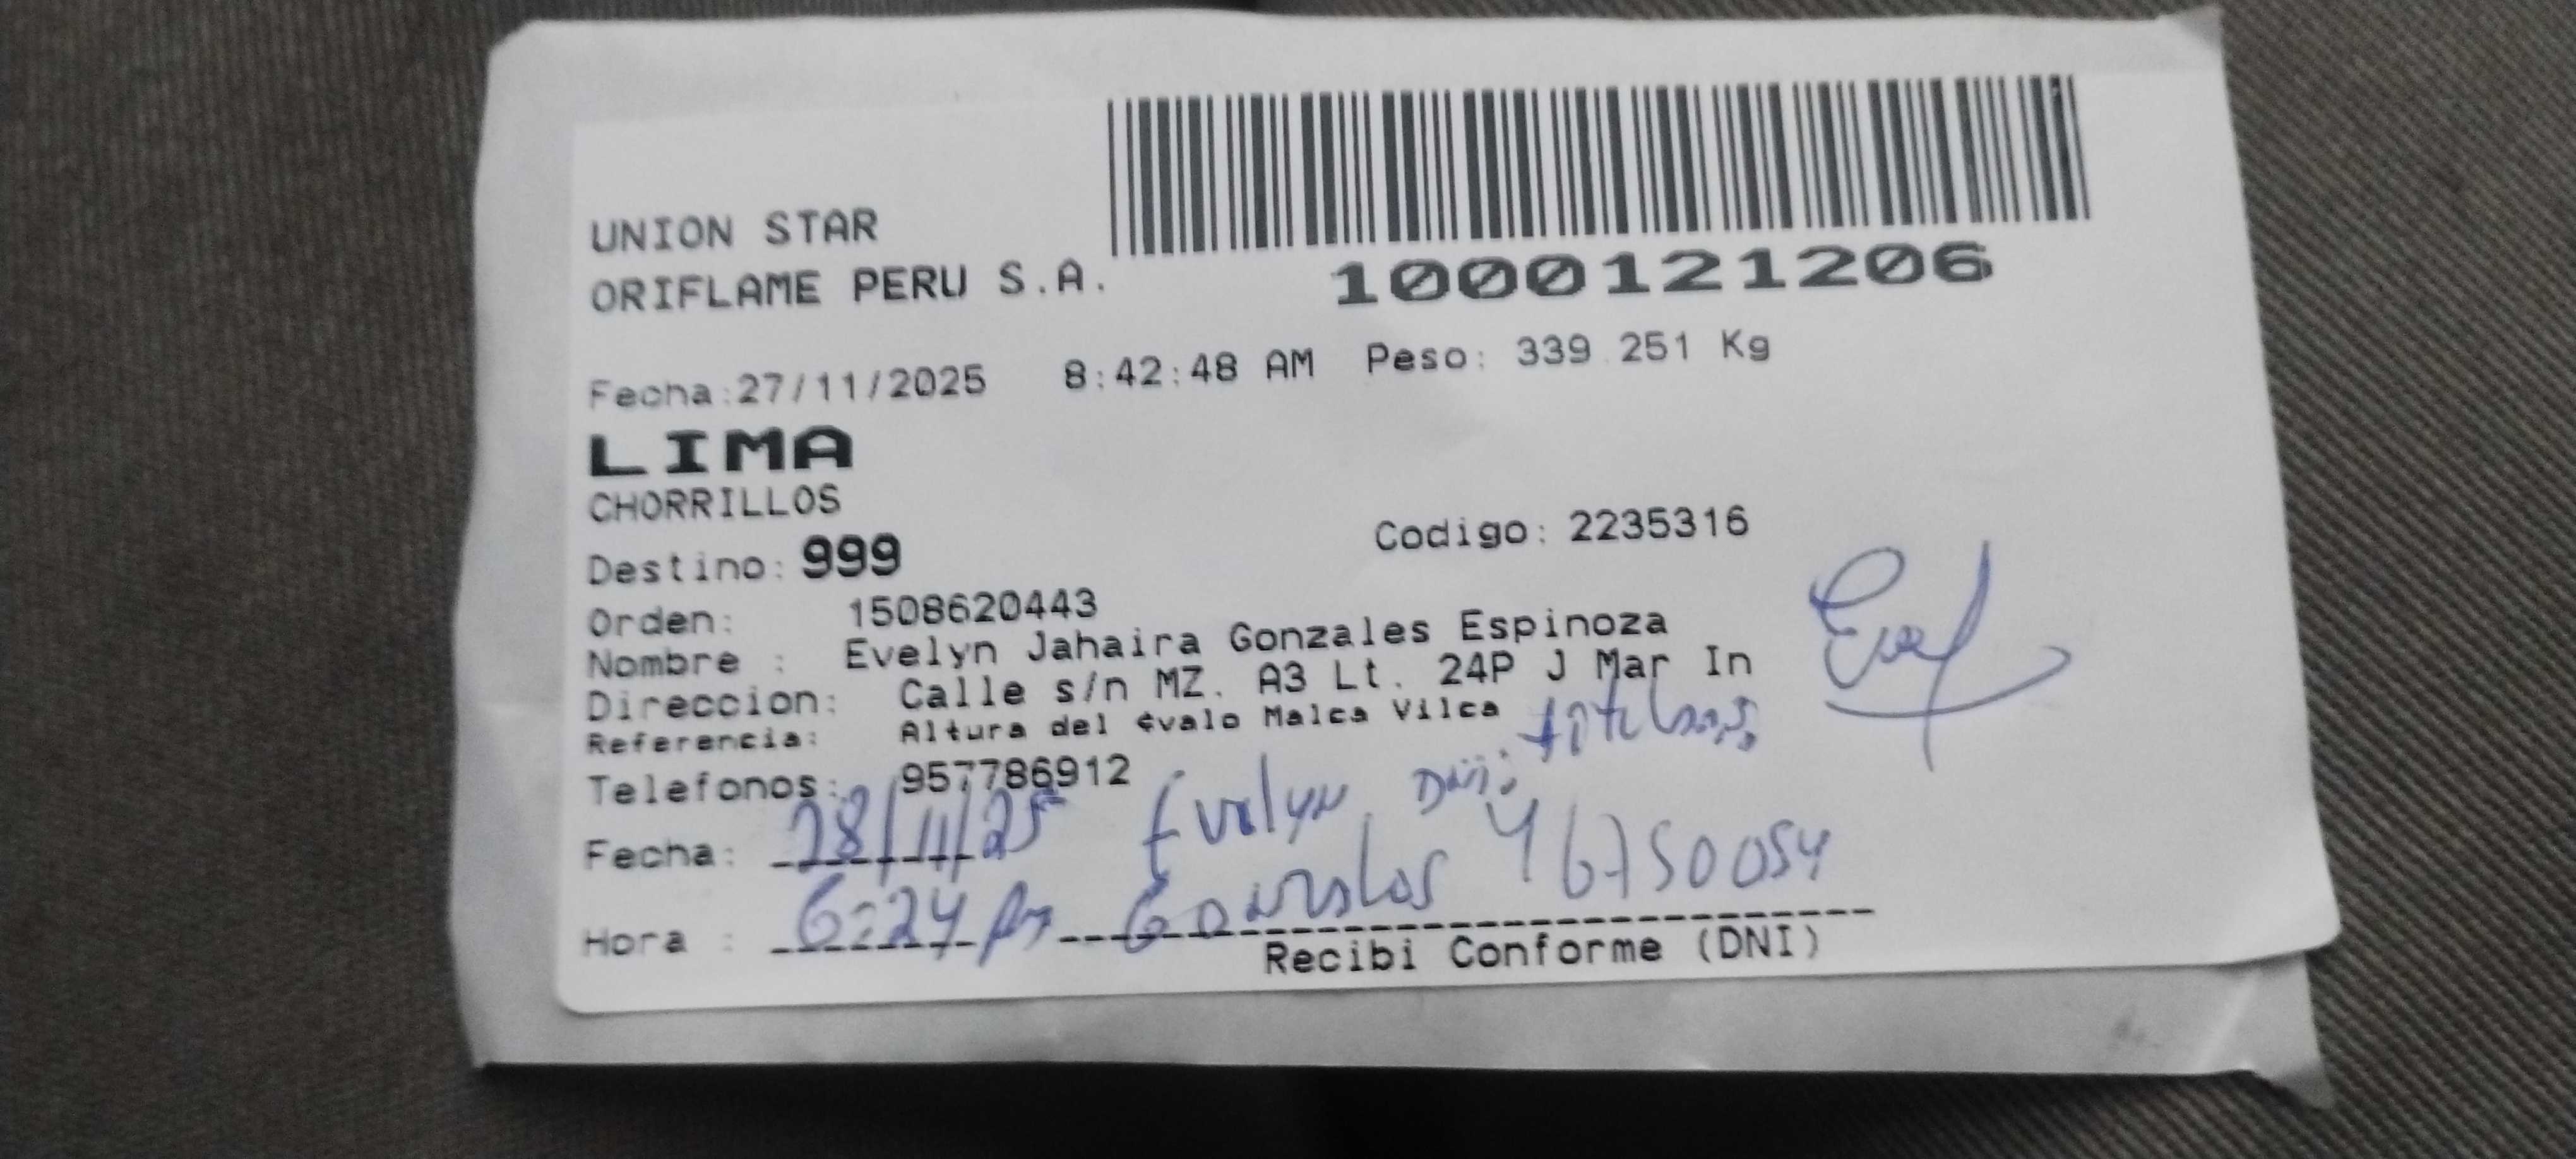 UNION STAR
ORIFLAME PERU S.A.
1000121206
Fecha:27/11/2025 8:42:48 AM Peso: 339.251 Kg
LIMA
CHORRILLOS
Destino: 999 Codigo: 2235316
Orden: 1508620443
Nombre : Evelyn Jahaira Gonzales Espinoza
Direccion: Calle s/n MZ. A3 Lt. 24P J Mar In
Referencia: Altura del ¢valo Malca Vilca
Telefonos: 957786912
Fecha: 28/11/25 Evelyn DNI: 46750054
Hora : 6:24 pm Gonzales
Recibi Conforme (DNI)